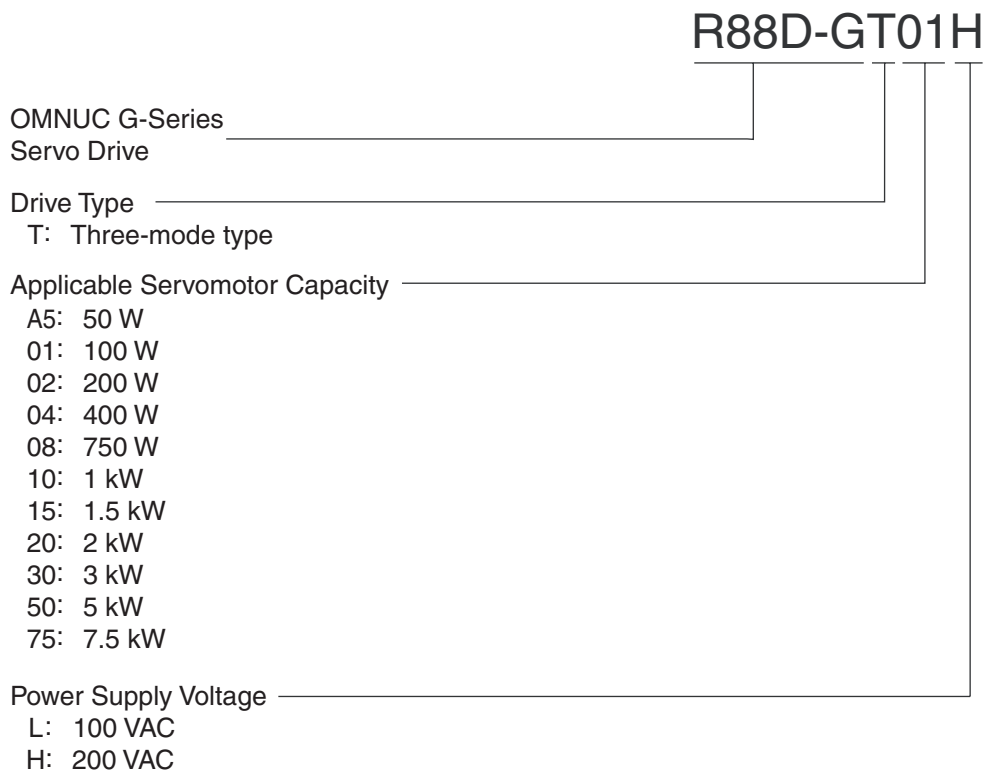 R88D-GT01H
OMNUC G-Series
Servo Drive
Drive Type
T: Three-mode type
Applicable Servomotor Capacity
A5: 50 W
01: 100 W
02: 200 W
04: 400 W
08: 750 W
10: 1 kW
15: 1.5 kW
20: 2 kW
30: 3 kW
50: 5 kW
75: 7.5 kW
Power Supply Voltage
L: 100 VAC
H: 200 VAC